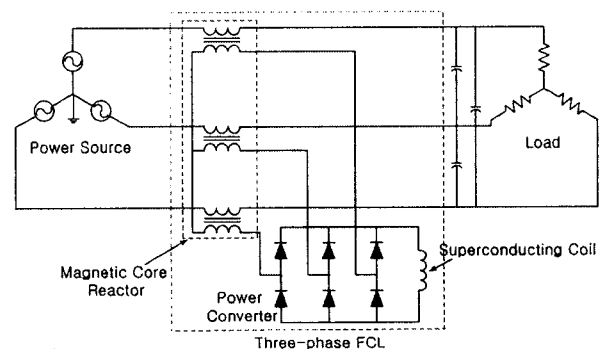 Power Source
Load
Superconducting Coil
Magnetic Core
Reactor
Power
Converter
Three-phase FCL